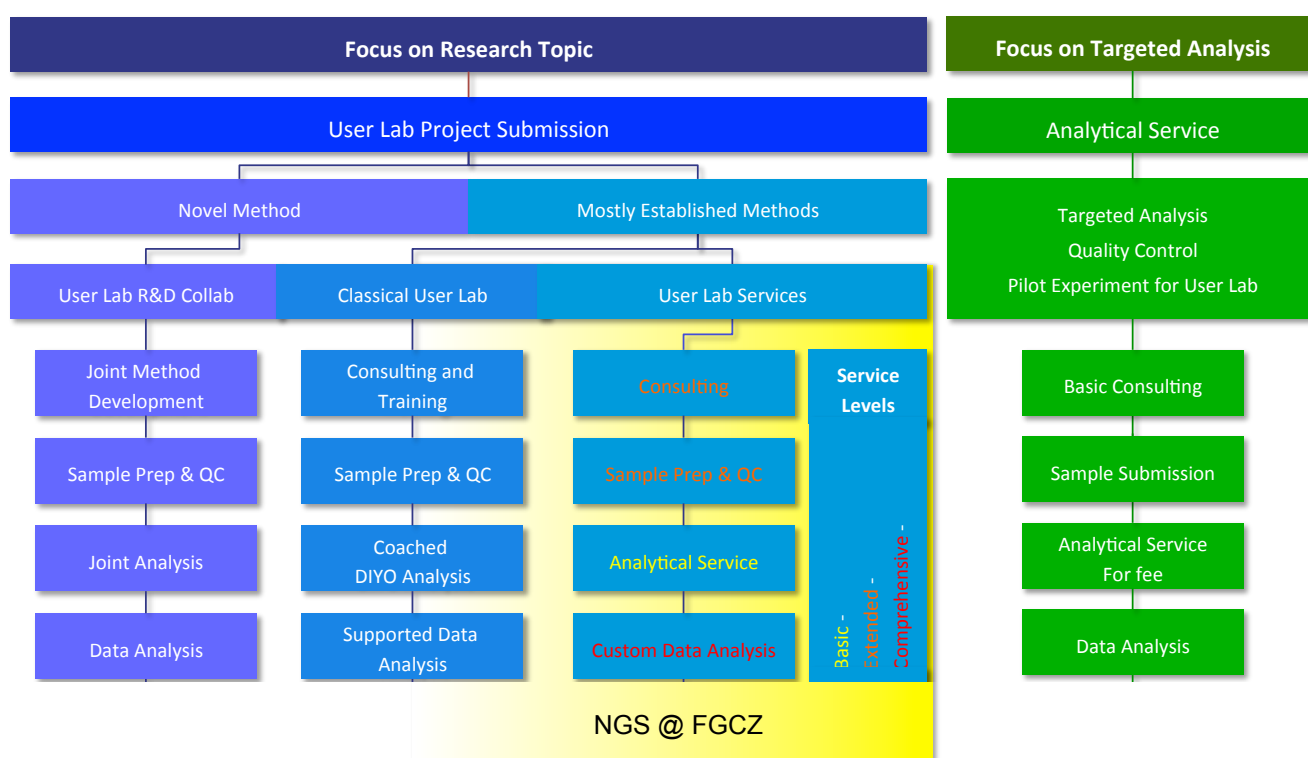 Focus on Research Topic
Focus on Targeted Analysis
User Lab Project Submission
Analytical Service
Novel Method
Mostly Established Methods
Targeted Analysis
Quality Control
Pilot Experiment for User Lab
User Lab R&D Collab
Classical User Lab
User Lab Services
Joint Method
Development
Consulting and
Training
Consulting
Service
Levels
Basic Consulting
Sample Prep & QC
Sample Prep & QC
Sample Prep & QC
Sample Submission
Joint Analysis
Coached
DIYO Analysis
Analytical Service
Analytical Service
For fee
Data Analysis
Supported Data
Analysis
Custom Data Analysis
Basic -
Extended -
Comprehensive -
Data Analysis
NGS @ FGCZ